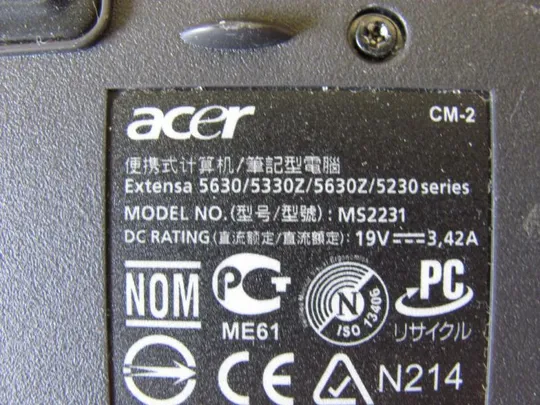 acer
CM-2
便携式计算机/筆記型電腦
Extensa 5630/5330Z/5630Z/5230 series
MODEL NO.(型号/型號) : MS2231
DC RATING (直流额定/直流額定): 19V⎓3,42A
NOM
PCT
ME61
N
ISO 13406
PC
リサイクル
CE
N214